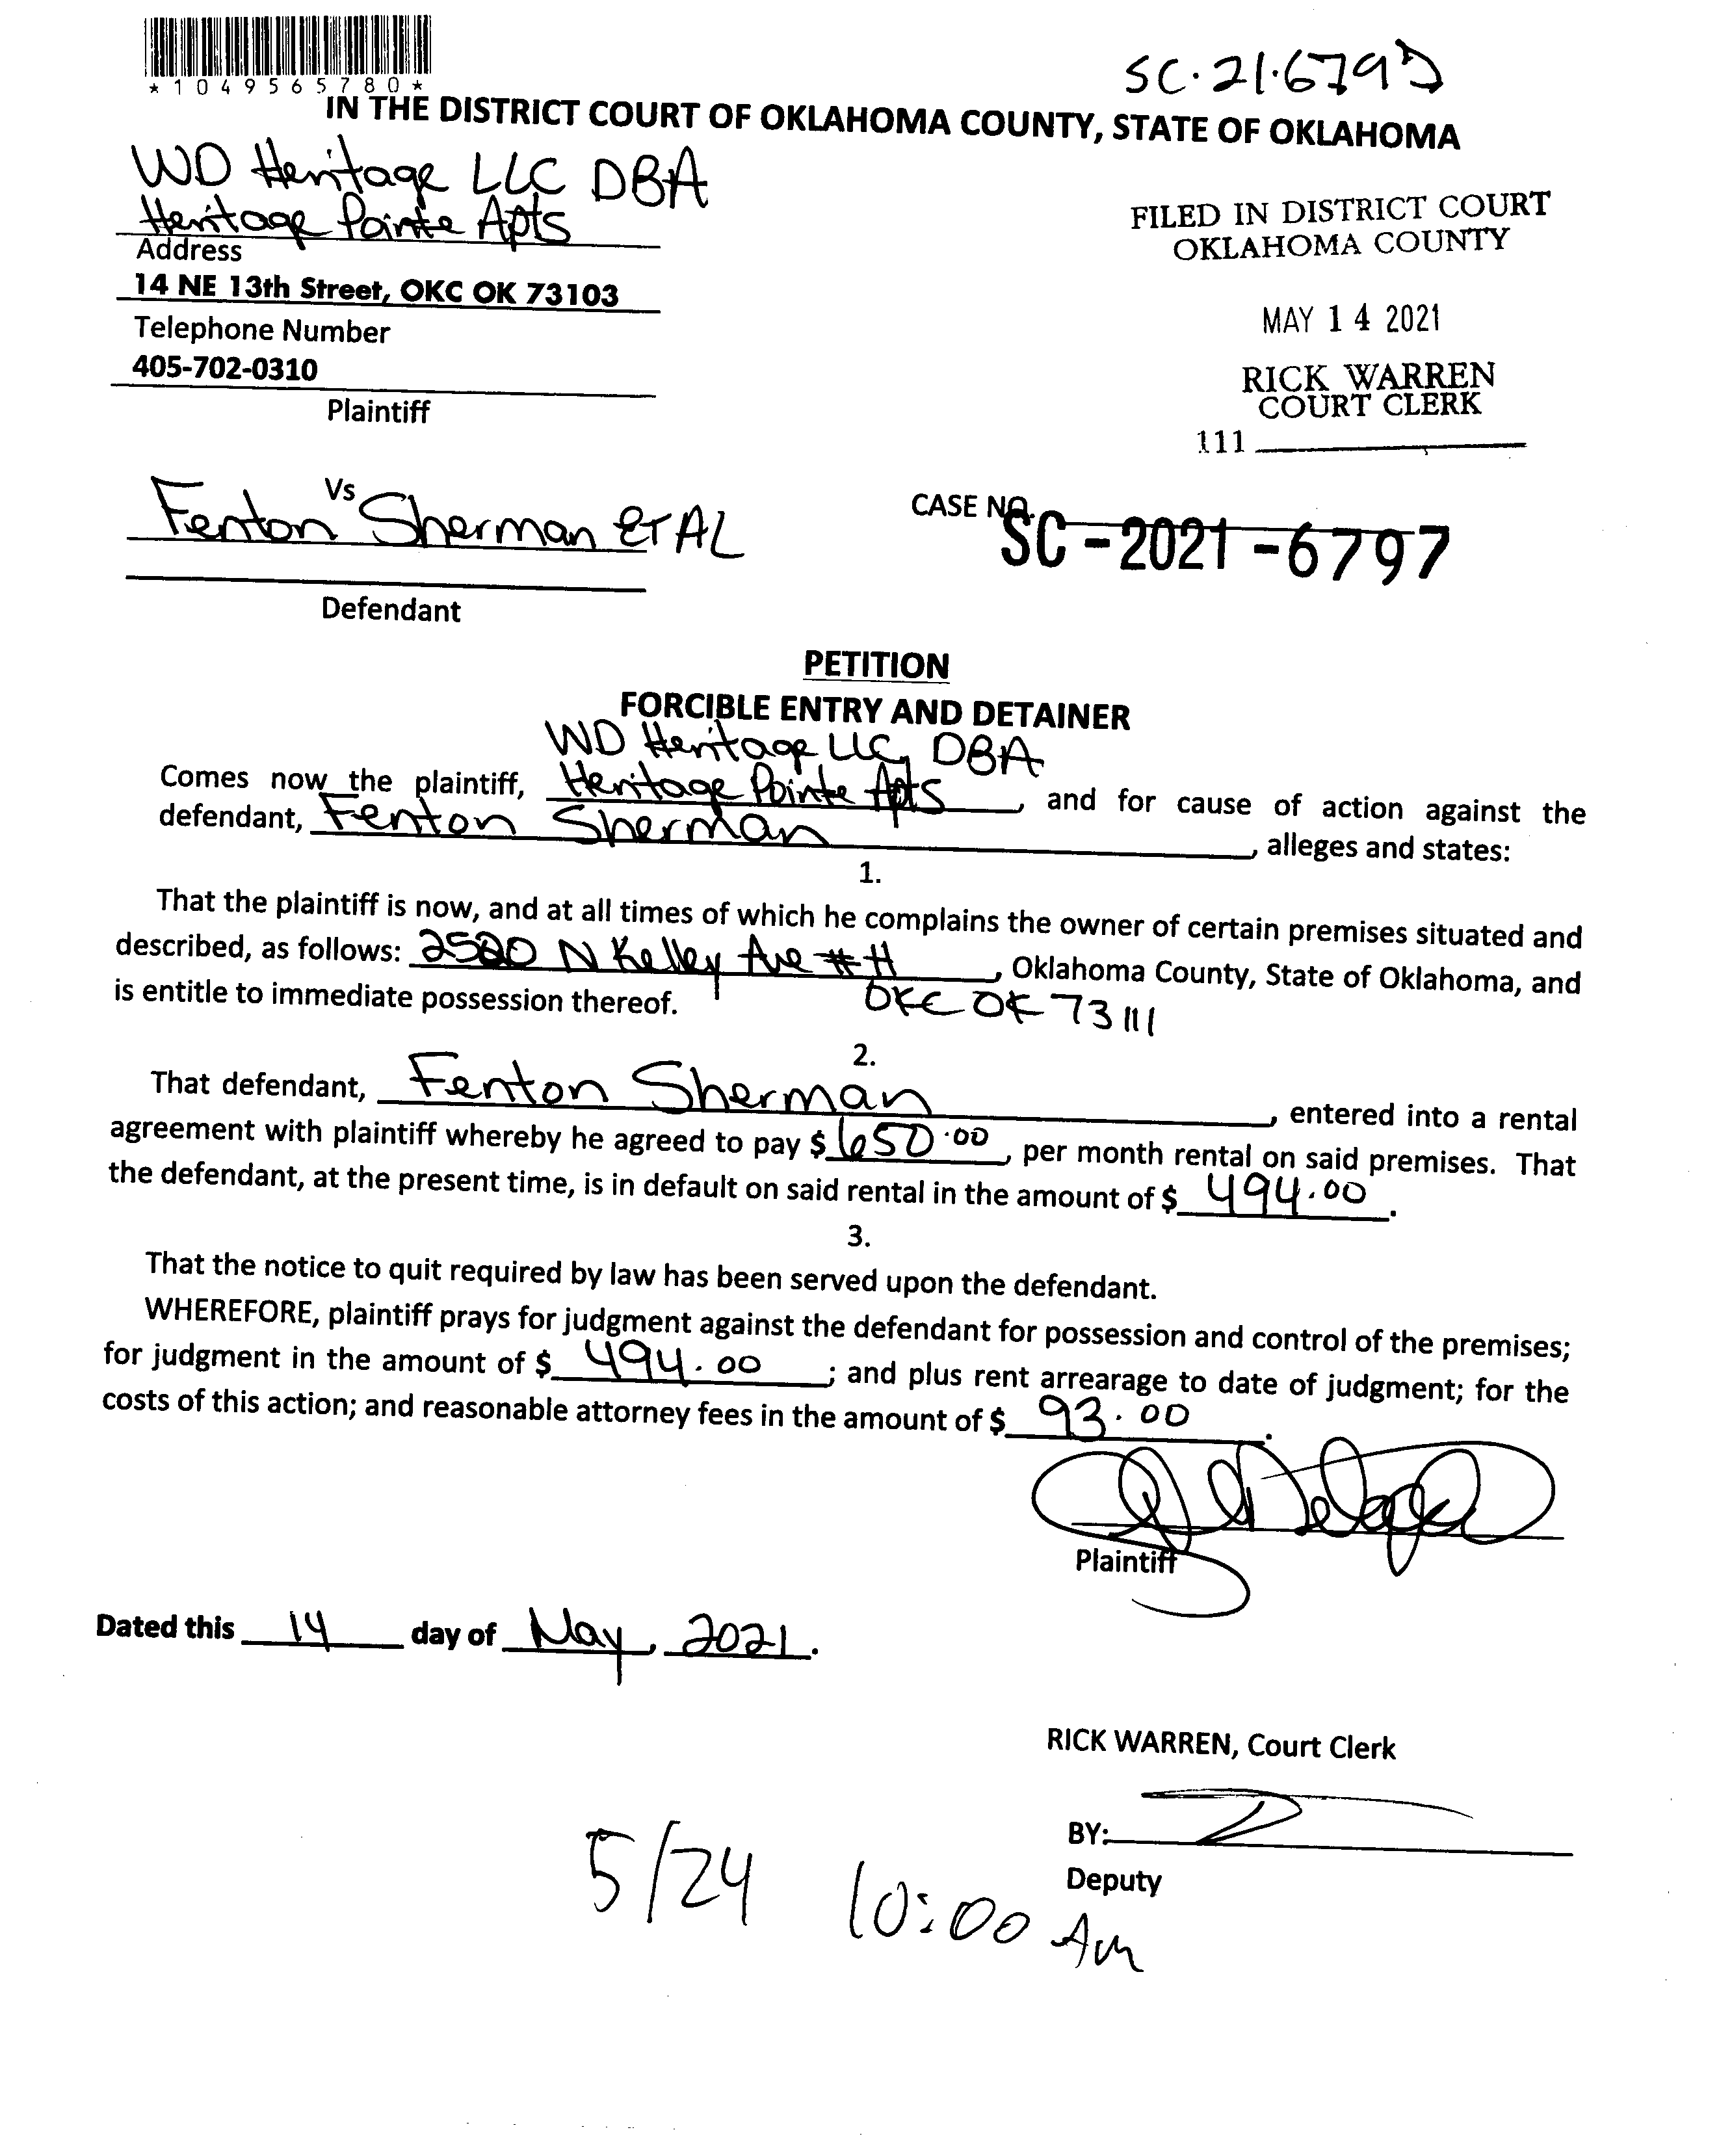 *1049565780*
SC·21·6797
IN THE DISTRICT COURT OF OKLAHOMA COUNTY, STATE OF OKLAHOMA
WD Heritage LLC DBA
Heritage Pointe Apts
Address
14 NE 13th Street, OKC OK 73103
Telephone Number
405-702-0310
Plaintiff
FILED IN DISTRICT COURT
OKLAHOMA COUNTY
MAY 14 2021
RICK WARREN
COURT CLERK
111
Vs
Fenton Sherman ET AL
Defendant
CASE NO.
SC-2021-6797
PETITION
FORCIBLE ENTRY AND DETAINER
WD Heritage LLC, DBA
Comes now the plaintiff, Heritage Pointe Apts, and for cause of action against the
defendant, Fenton Sherman, alleges and states:
1.
That the plaintiff is now, and at all times of which he complains the owner of certain premises situated and
described, as follows: 2520 N Kelley Ave #H, Oklahoma County, State of Oklahoma, and
is entitle to immediate possession thereof. OKC OK 73111
2.
That defendant, Fenton Sherman, entered into a rental
agreement with plaintiff whereby he agreed to pay $650.00, per month rental on said premises. That
the defendant, at the present time, is in default on said rental in the amount of $494.00.
3.
That the notice to quit required by law has been served upon the defendant.
WHEREFORE, plaintiff prays for judgment against the defendant for possession and control of the premises;
for judgment in the amount of $494.00; and plus rent arrearage to date of judgment; for the
costs of this action; and reasonable attorney fees in the amount of $93.00.
Plaintiff
Dated this 14 day of May, 2021.
RICK WARREN, Court Clerk
BY:
Deputy
5/24 10:00 Am